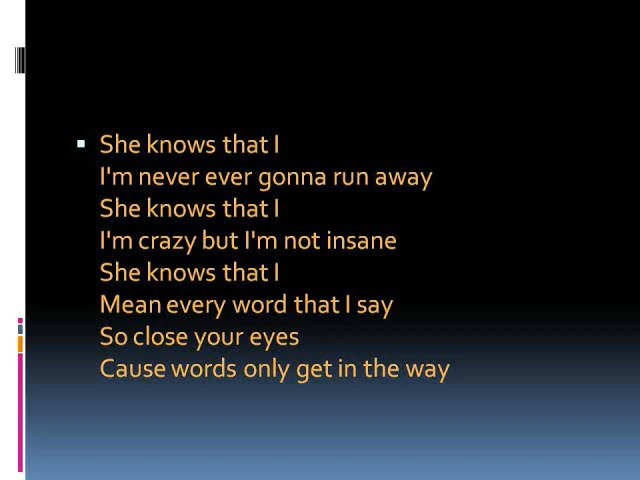 She knows that I
I'm never ever gonna run away
She knows that I
I'm crazy but I'm not insane
She knows that I
Mean every word that I say
So close your eyes
Cause words only get in the way